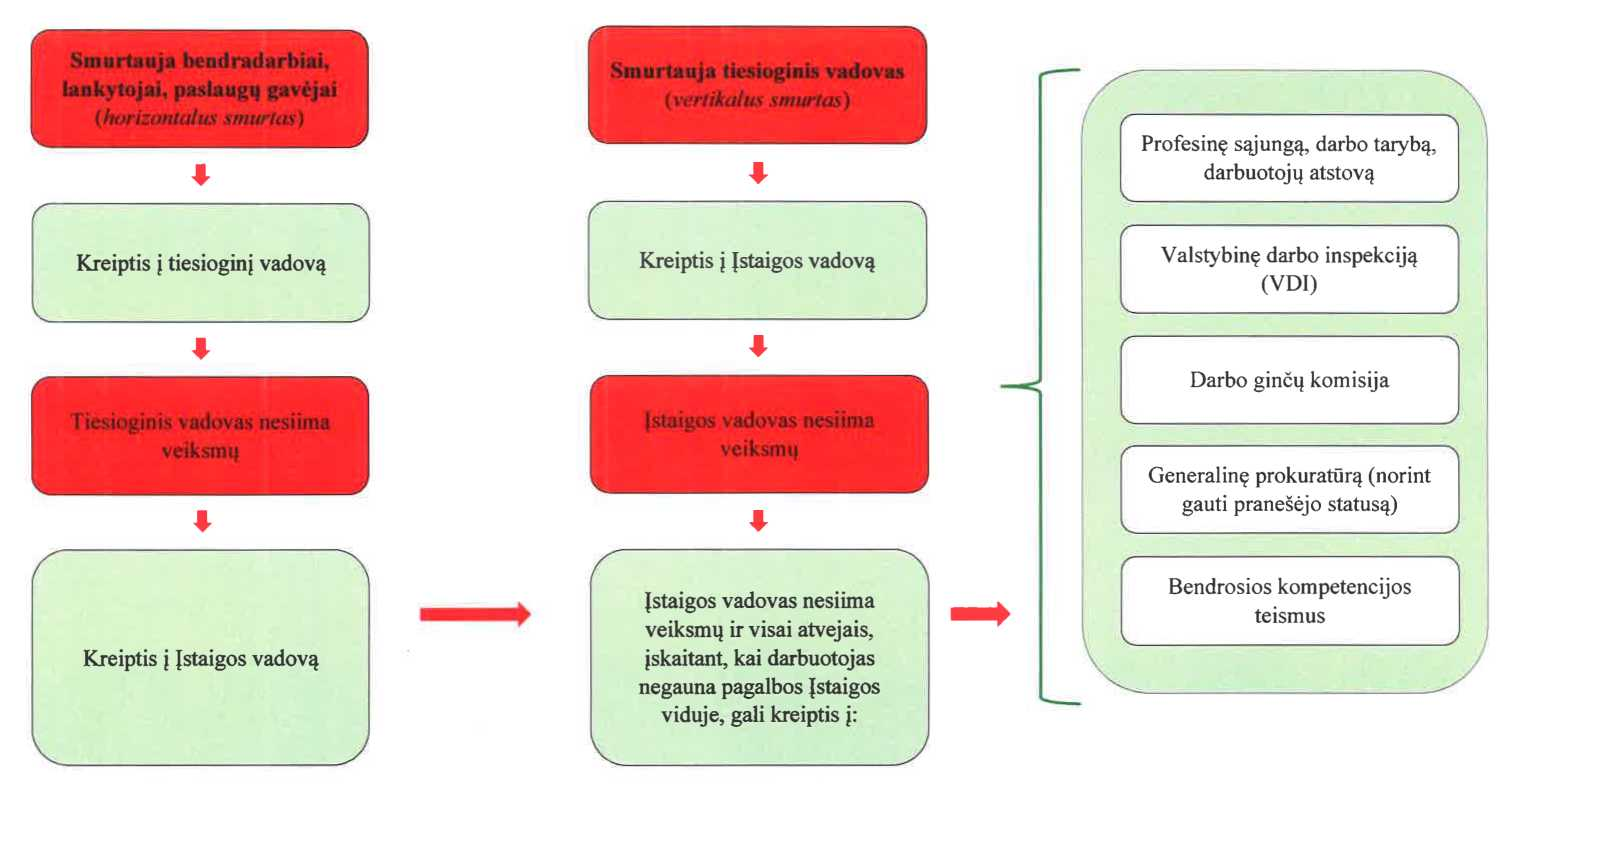 Smurtauja bendradarbiai,
lankytojai, paslaugų gavėjai
(horizontalus smurtas)
Kreiptis į tiesioginį vadovą
Tiesioginis vadovas nesiima
veiksmų
Kreiptis į Įstaigos vadovą
Smurtauja tiesioginis vadovas
(vertikalus smurtas)
Kreiptis į Įstaigos vadovą
Įstaigos vadovas nesiima
veiksmų
Įstaigos vadovas nesiima
veiksmų ir visai atvejais,
įskaitant, kai darbuotojas
negauna pagalbos Įstaigos
viduje, gali kreiptis į:
Profesinę sąjungą, darbo tarybą,
darbuotojų atstovą
Valstybinę darbo inspekciją
(VDI)
Darbo ginčų komisija
Generalinę prokuratūrą (norint
gauti pranešėjo statusą)
Bendrosios kompetencijos
teismus